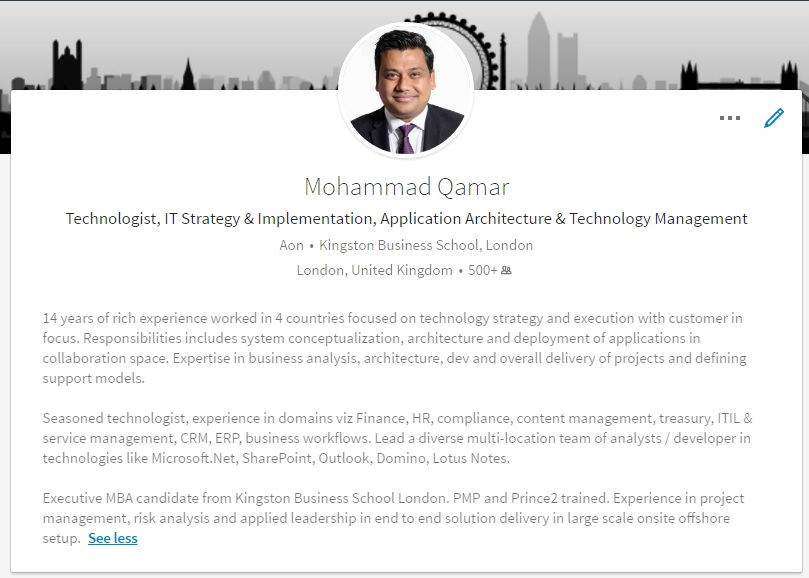 Mohammad Qamar
Technologist, IT Strategy & Implementation, Application Architecture & Technology Management
Aon • Kingston Business School, London
London, United Kingdom • 500+
14 years of rich experience worked in 4 countries focused on technology strategy and execution with customer in
focus. Responsibilities includes system conceptualization, architecture and deployment of applications in
collaboration space. Expertise in business analysis, architecture, dev and overall delivery of projects and defining
support models.
Seasoned technologist, experience in domains viz Finance, HR, compliance, content management, treasury, ITIL &
service management, CRM, ERP, business workflows. Lead a diverse multi-location team of analysts / developer in
technologies like Microsoft.Net, SharePoint, Outlook, Domino, Lotus Notes.
Executive MBA candidate from Kingston Business School London. PMP and Prince2 trained. Experience in project
management, risk analysis and applied leadership in end to end solution delivery in large scale onsite offshore
setup. See less